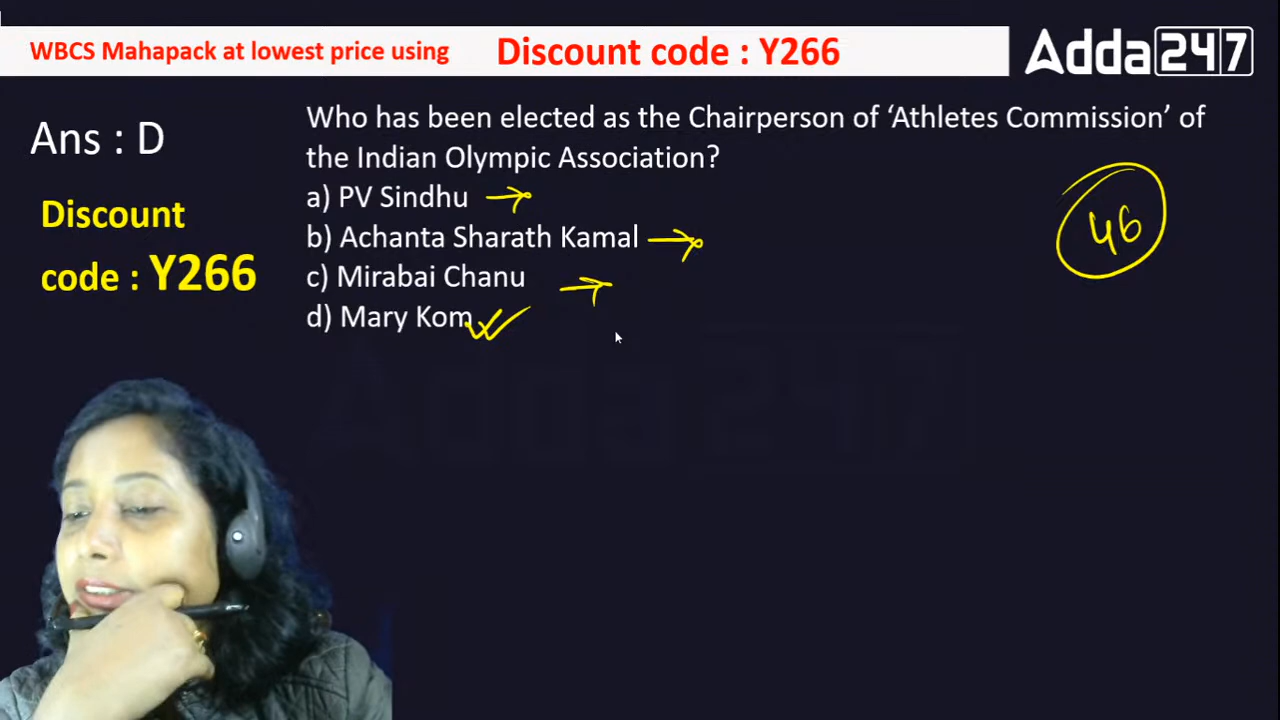 WBCS Mahapack at lowest price using Discount code : Y266
Adda247
Ans : D
Discount
code : Y266
Who has been elected as the Chairperson of ‘Athletes Commission’ of
the Indian Olympic Association?
a) PV Sindhu
b) Achanta Sharath Kamal
c) Mirabai Chanu
d) Mary Kom
46
Adda247